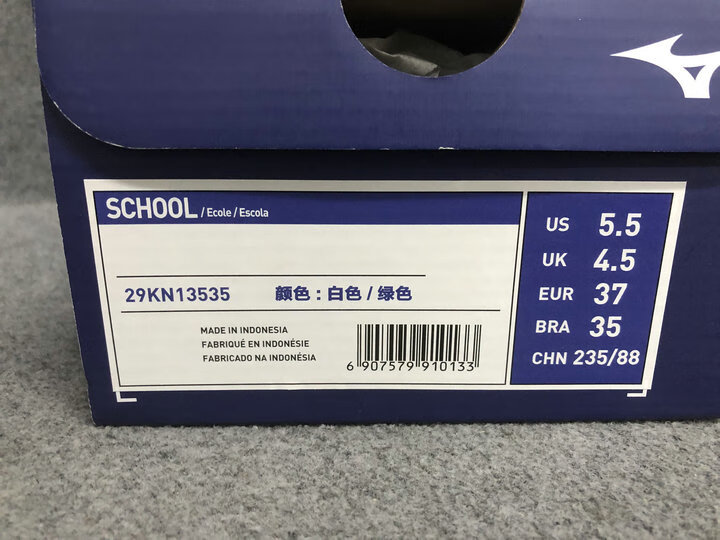 SCHOOL / Ecole / Escola
29KN13535 颜色 : 白色 / 绿色
MADE IN INDONESIA
FABRIQUÉ EN INDONÉSIE
FABRICADO NA INDONÉSIA
6 907579 910133
US 5.5
UK 4.5
EUR 37
BRA 35
CHN 235/88